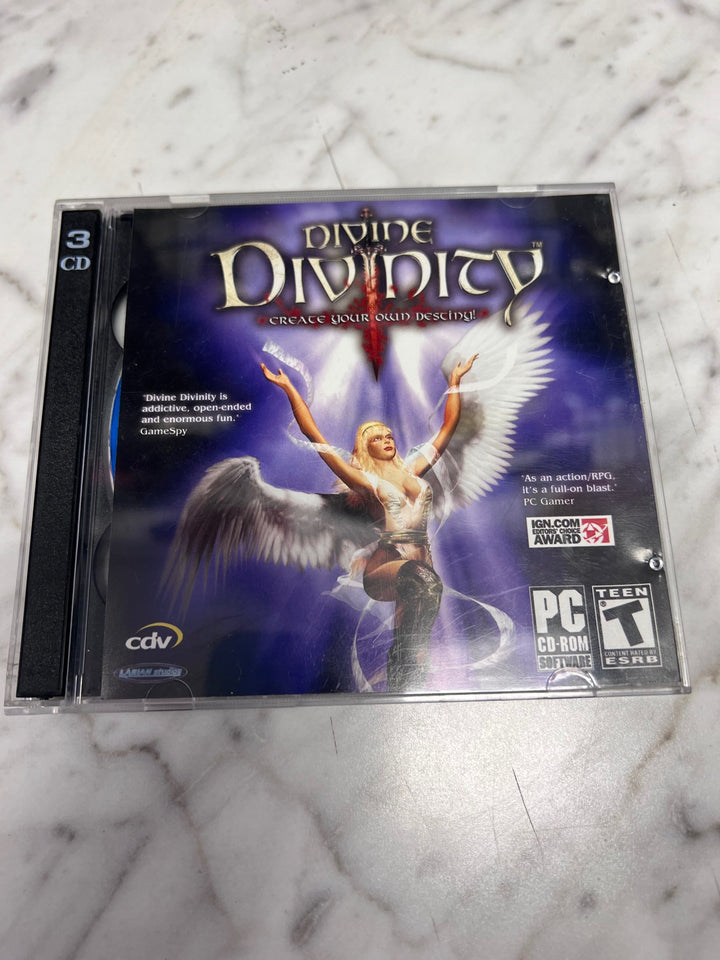 3
CD
DIVINE
DIVINITY™
CREATE YOUR OWN DESTINY!
"Divine Divinity is
addictive, open-ended
and enormous fun."
GameSpy
"As an action/RPG,
it's a full-on blast."
PC Gamer
IGN.COM
EDITORS' CHOICE
AWARD
cdv
LARIAN studios
PC
CD-ROM
SOFTWARE
TEEN
T
CONTENT RATED BY
ESRB